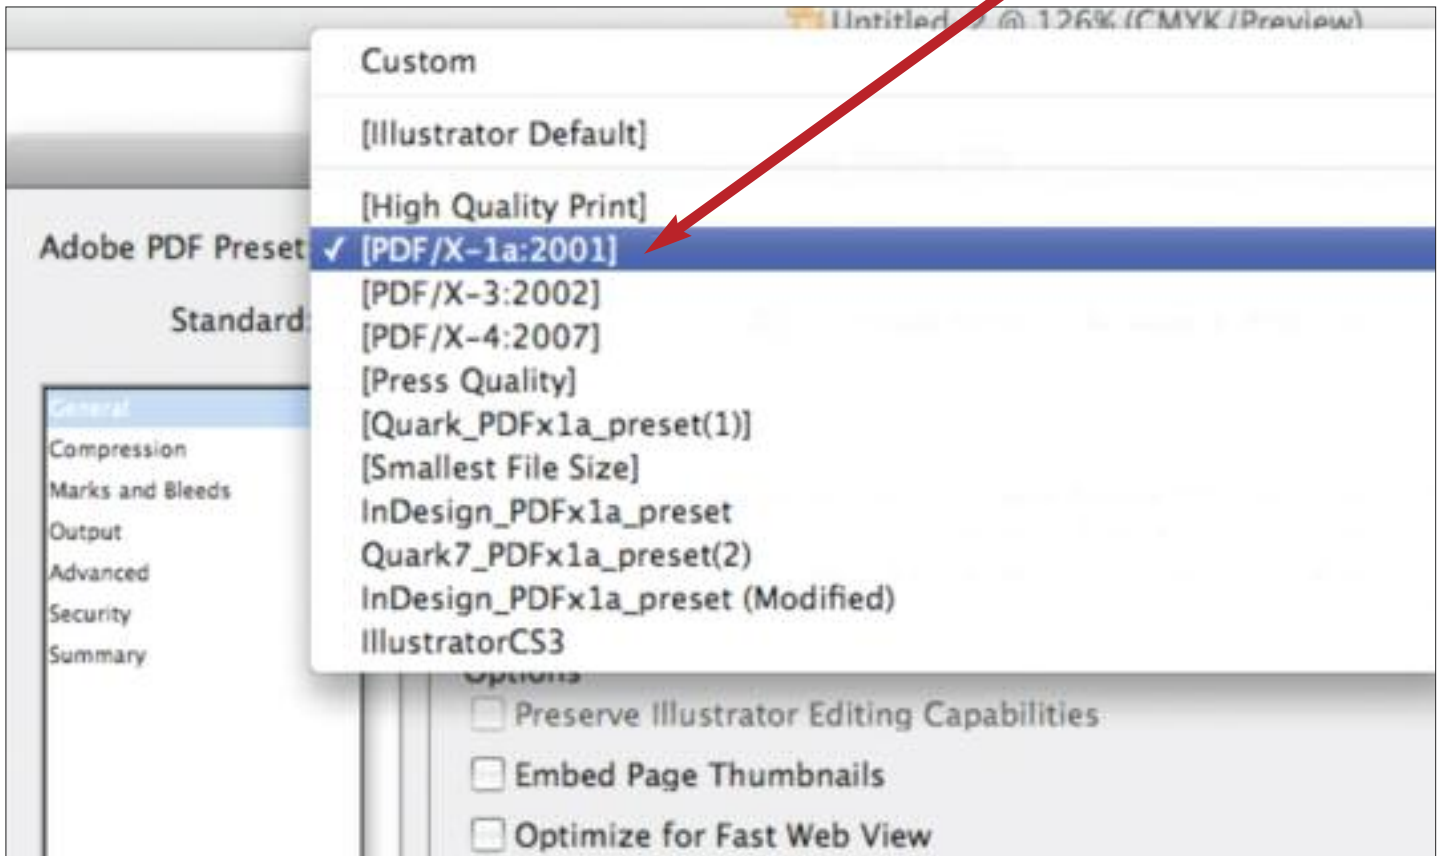 Untitled-2 @ 126% (CMYK/Preview)
Custom
[Illustrator Default]
[High Quality Print]
Adobe PDF Preset: ✓ [PDF/X-1a:2001]
[PDF/X-3:2002]
Standard:
[PDF/X-4:2007]
[Press Quality]
[Quark_PDFx1a_preset(1)]
[Smallest File Size]
InDesign_PDFx1a_preset
Quark7_PDFx1a_preset(2)
InDesign_PDFx1a_preset (Modified)
IllustratorCS3
General
Compression
Marks and Bleeds
Output
Advanced
Security
Summary
Options
Preserve Illustrator Editing Capabilities
Embed Page Thumbnails
Optimize for Fast Web View